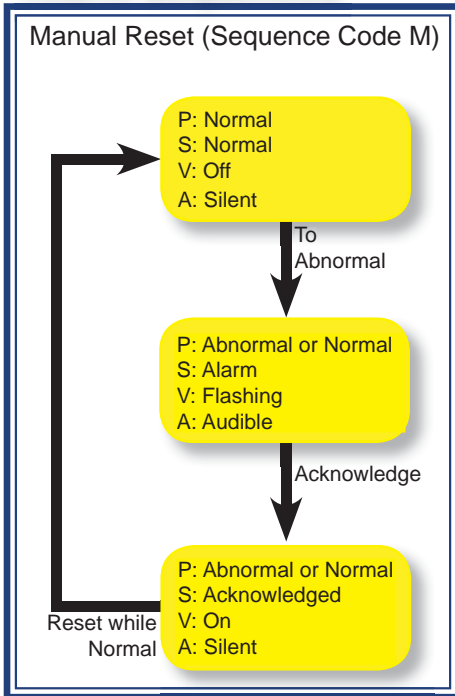 Manual Reset (Sequence Code M)
P: Normal
S: Normal
V: Off
A: Silent
To
Abnormal
P: Abnormal or Normal
S: Alarm
V: Flashing
A: Audible
Acknowledge
P: Abnormal or Normal
S: Acknowledged
V: On
A: Silent
Reset while
Normal